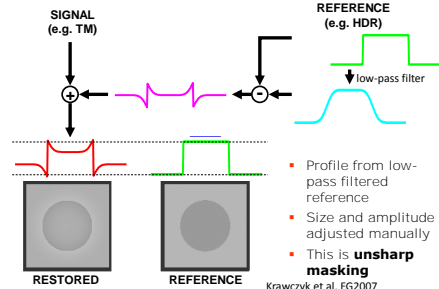 SIGNAL
(e.g. TM)
REFERENCE
(e.g. HDR)
low-pass filter
+
-
▪ Profile from low-
pass filtered
reference
▪ Size and amplitude
adjusted manually
▪ This is unsharp
masking
RESTORED
REFERENCE
Krawczyk et al. EG2007